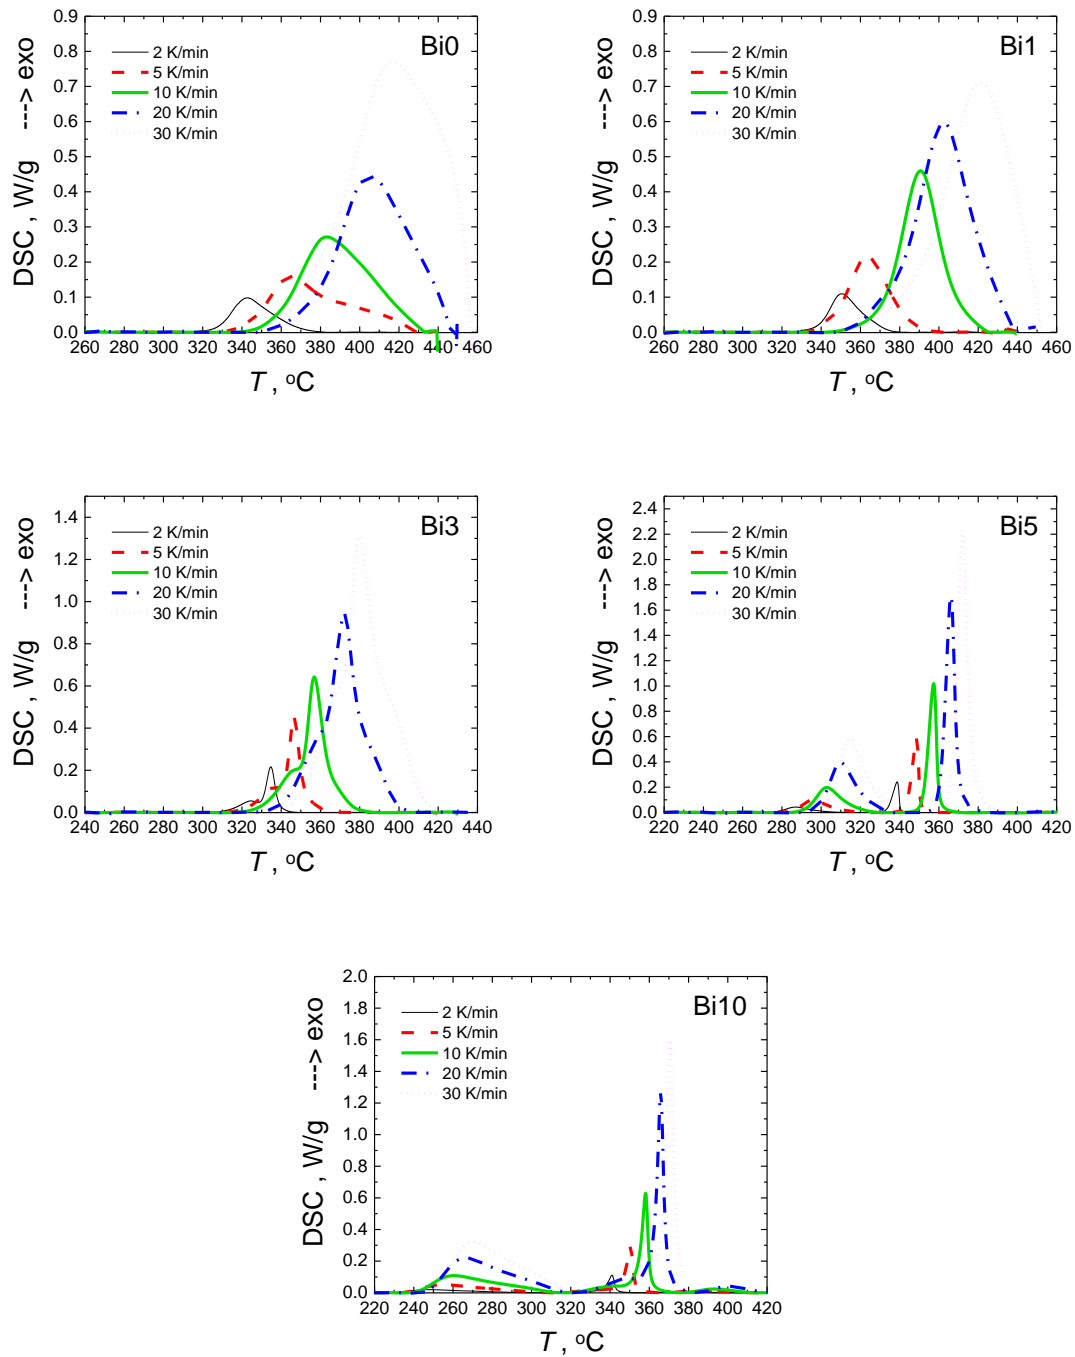 Bi0
2 K/min
5 K/min
10 K/min
20 K/min
30 K/min
DSC , W/g ----> exo
0.9
0.8
0.7
0.6
0.5
0.4
0.3
0.2
0.1
0.0
260 280 300 320 340 360 380 400 420 440 460
T , oC
Bi1
2 K/min
5 K/min
10 K/min
20 K/min
30 K/min
DSC , W/g ----> exo
0.9
0.8
0.7
0.6
0.5
0.4
0.3
0.2
0.1
0.0
260 280 300 320 340 360 380 400 420 440 460
T , oC
Bi3
2 K/min
5 K/min
10 K/min
20 K/min
30 K/min
DSC , W/g ----> exo
1.4
1.2
1.0
0.8
0.6
0.4
0.2
0.0
240 260 280 300 320 340 360 380 400 420 440
T , oC
Bi5
2 K/min
5 K/min
10 K/min
20 K/min
30 K/min
DSC , W/g ----> exo
2.4
2.2
2.0
1.8
1.6
1.4
1.2
1.0
0.8
0.6
0.4
0.2
0.0
220 240 260 280 300 320 340 360 380 400 420
T , oC
Bi10
2 K/min
5 K/min
10 K/min
20 K/min
30 K/min
DSC , W/g ----> exo
2.0
1.8
1.6
1.4
1.2
1.0
0.8
0.6
0.4
0.2
0.0
220 240 260 280 300 320 340 360 380 400 420
T , oC